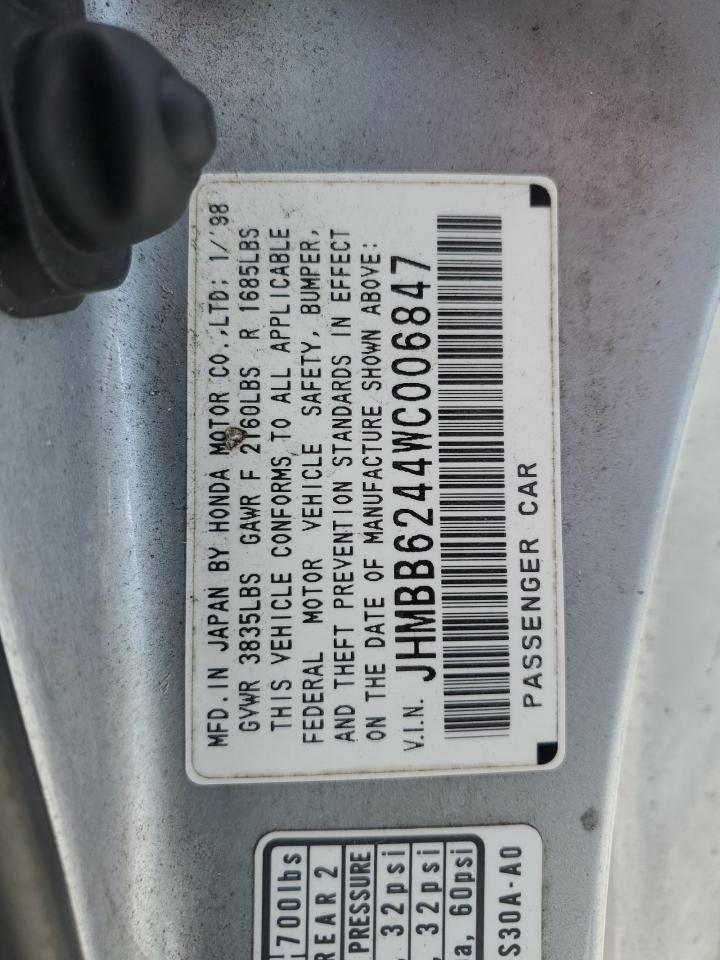 MFD. IN JAPAN BY HONDA MOTOR CO.,LTD; 1/'98
GVWR 3835LBS GAWR F 2160LBS R 1685LBS
THIS VEHICLE CONFORMS TO ALL APPLICABLE
FEDERAL MOTOR VEHICLE SAFETY, BUMPER,
AND THEFT PREVENTION STANDARDS IN EFFECT
ON THE DATE OF MANUFACTURE SHOWN ABOVE:
V.I.N. JHMBB6244WC006847
PASSENGER CAR
700lbs
REAR 2
PRESSURE
, 32psi
, 32psi
a, 60psi
S30A-A0